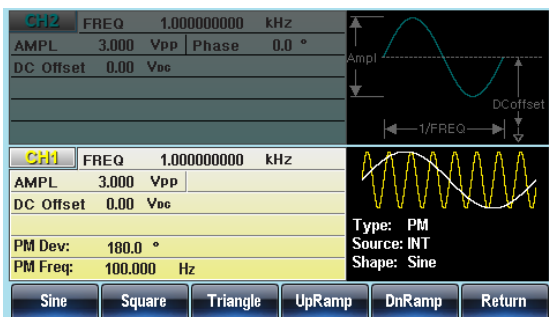 CH2 FREQ 1.000000000 kHz
AMPL 3.000 Vpp Phase 0.0 °
DC Offset 0.00 VDC
Ampl
DCoffset
1/FREQ
CH1 FREQ 1.000000000 kHz
AMPL 3.000 Vpp
DC Offset 0.00 VDC
PM Dev: 180.0 °
PM Freq: 100.000 Hz
Type: PM
Source: INT
Shape: Sine
Sine Square Triangle UpRamp DnRamp Return